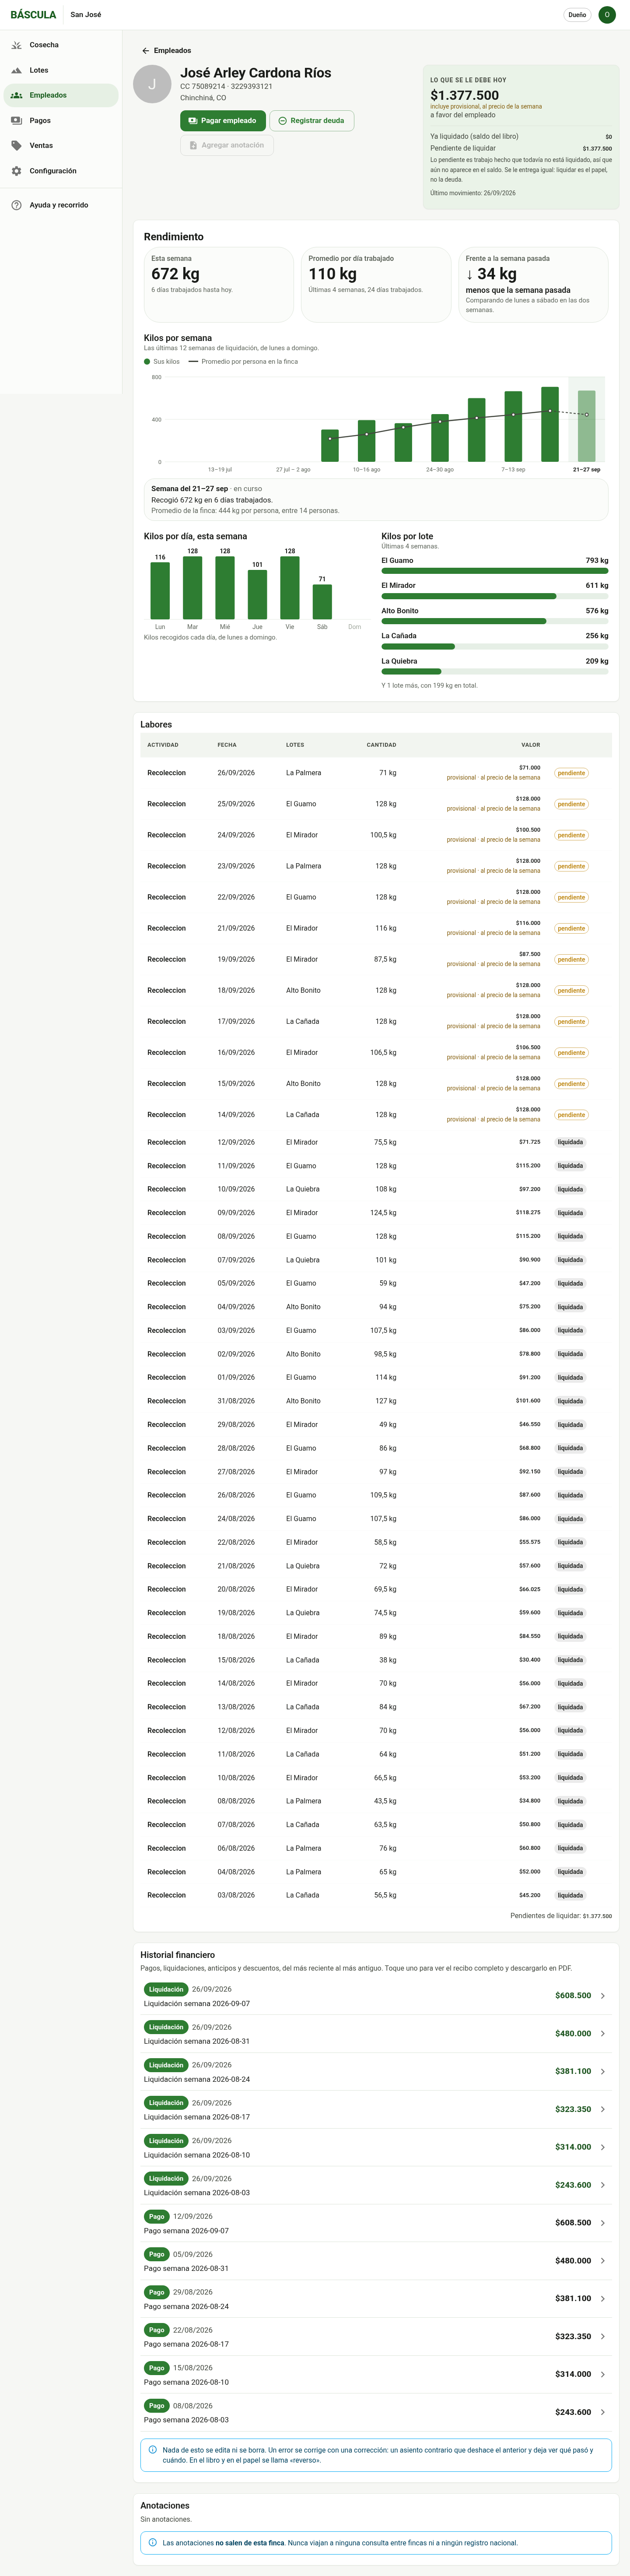 BÁSCULA
San José
Dueño
O
Cosecha
Lotes
Empleados
Pagos
Ventas
Configuración
Ayuda y recorrido
Empleados
J
José Arley Cardona Ríos
CC 75089214 · 3229393121
Chinchiná, CO
Pagar empleado
Registrar deuda
Agregar anotación
LO QUE SE LE DEBE HOY
$1.377.500
incluye provisional, al precio de la semana
a favor del empleado
Ya liquidado (saldo del libro) $0
Pendiente de liquidar $1.377.500
Lo pendiente es trabajo hecho que todavía no está liquidado, así que
aún no aparece en el saldo. Se le entrega igual: liquidar es el papel,
no la deuda.
Último movimiento: 26/09/2026
Rendimiento
Esta semana
672 kg
6 días trabajados hasta hoy.
Promedio por día trabajado
110 kg
Últimas 4 semanas, 24 días trabajados.
Frente a la semana pasada
↓ 34 kg
menos que la semana pasada
Comparando de lunes a sábado en las dos
semanas.
Kilos por semana
Las últimas 12 semanas de liquidación, de lunes a domingo.
Sus kilos
Promedio por persona en la finca
800
400
0
13–19 jul
27 jul – 2 ago
10–16 ago
24–30 ago
7–13 sep
21–27 sep
Semana del 21–27 sep · en curso
Recogió 672 kg en 6 días trabajados.
Promedio de la finca: 444 kg por persona, entre 14 personas.
Kilos por día, esta semana
116
128
128
101
128
71
Lun
Mar
Mié
Jue
Vie
Sáb
Dom
Kilos recogidos cada día, de lunes a domingo.
Kilos por lote
Últimas 4 semanas.
El Guamo 793 kg
El Mirador 611 kg
Alto Bonito 576 kg
La Cañada 256 kg
La Quiebra 209 kg
Y 1 lote más, con 199 kg en total.
Labores
ACTIVIDAD FECHA LOTES CANTIDAD VALOR
Recoleccion 26/09/2026 La Palmera 71 kg $71.000 pendiente
provisional · al precio de la semana
Recoleccion 25/09/2026 El Guamo 128 kg $128.000 pendiente
provisional · al precio de la semana
Recoleccion 24/09/2026 El Mirador 100,5 kg $100.500 pendiente
provisional · al precio de la semana
Recoleccion 23/09/2026 La Palmera 128 kg $128.000 pendiente
provisional · al precio de la semana
Recoleccion 22/09/2026 El Guamo 128 kg $128.000 pendiente
provisional · al precio de la semana
Recoleccion 21/09/2026 El Mirador 116 kg $116.000 pendiente
provisional · al precio de la semana
Recoleccion 19/09/2026 El Mirador 87,5 kg $87.500 pendiente
provisional · al precio de la semana
Recoleccion 18/09/2026 Alto Bonito 128 kg $128.000 pendiente
provisional · al precio de la semana
Recoleccion 17/09/2026 La Cañada 128 kg $128.000 pendiente
provisional · al precio de la semana
Recoleccion 16/09/2026 El Mirador 106,5 kg $106.500 pendiente
provisional · al precio de la semana
Recoleccion 15/09/2026 Alto Bonito 128 kg $128.000 pendiente
provisional · al precio de la semana
Recoleccion 14/09/2026 La Cañada 128 kg $128.000 pendiente
provisional · al precio de la semana
Recoleccion 12/09/2026 El Mirador 75,5 kg $71.725 liquidada
Recoleccion 11/09/2026 El Guamo 128 kg $115.200 liquidada
Recoleccion 10/09/2026 La Quiebra 108 kg $97.200 liquidada
Recoleccion 09/09/2026 El Mirador 124,5 kg $118.275 liquidada
Recoleccion 08/09/2026 El Guamo 128 kg $115.200 liquidada
Recoleccion 07/09/2026 La Quiebra 101 kg $90.900 liquidada
Recoleccion 05/09/2026 El Guamo 59 kg $47.200 liquidada
Recoleccion 04/09/2026 Alto Bonito 94 kg $75.200 liquidada
Recoleccion 03/09/2026 El Guamo 107,5 kg $86.000 liquidada
Recoleccion 02/09/2026 Alto Bonito 98,5 kg $78.800 liquidada
Recoleccion 01/09/2026 El Guamo 114 kg $91.200 liquidada
Recoleccion 31/08/2026 Alto Bonito 127 kg $101.600 liquidada
Recoleccion 29/08/2026 El Mirador 49 kg $46.550 liquidada
Recoleccion 28/08/2026 El Guamo 86 kg $68.800 liquidada
Recoleccion 27/08/2026 El Mirador 97 kg $92.150 liquidada
Recoleccion 26/08/2026 El Guamo 109,5 kg $87.600 liquidada
Recoleccion 24/08/2026 El Guamo 107,5 kg $86.000 liquidada
Recoleccion 22/08/2026 El Mirador 58,5 kg $55.575 liquidada
Recoleccion 21/08/2026 La Quiebra 72 kg $57.600 liquidada
Recoleccion 20/08/2026 El Mirador 69,5 kg $66.025 liquidada
Recoleccion 19/08/2026 La Quiebra 74,5 kg $59.600 liquidada
Recoleccion 18/08/2026 El Mirador 89 kg $84.550 liquidada
Recoleccion 15/08/2026 La Cañada 38 kg $30.400 liquidada
Recoleccion 14/08/2026 El Mirador 70 kg $56.000 liquidada
Recoleccion 13/08/2026 La Cañada 84 kg $67.200 liquidada
Recoleccion 12/08/2026 El Mirador 70 kg $56.000 liquidada
Recoleccion 11/08/2026 La Cañada 64 kg $51.200 liquidada
Recoleccion 10/08/2026 El Mirador 66,5 kg $53.200 liquidada
Recoleccion 08/08/2026 La Palmera 43,5 kg $34.800 liquidada
Recoleccion 07/08/2026 La Cañada 63,5 kg $50.800 liquidada
Recoleccion 06/08/2026 La Palmera 76 kg $60.800 liquidada
Recoleccion 04/08/2026 La Palmera 65 kg $52.000 liquidada
Recoleccion 03/08/2026 La Cañada 56,5 kg $45.200 liquidada
Pendientes de liquidar: $1.377.500
Historial financiero
Pagos, liquidaciones, anticipos y descuentos, del más reciente al más antiguo. Toque uno para ver el recibo completo y descargarlo en PDF.
Liquidación 26/09/2026
Liquidación semana 2026-09-07 $608.500
Liquidación 26/09/2026
Liquidación semana 2026-08-31 $480.000
Liquidación 26/09/2026
Liquidación semana 2026-08-24 $381.100
Liquidación 26/09/2026
Liquidación semana 2026-08-17 $323.350
Liquidación 26/09/2026
Liquidación semana 2026-08-10 $314.000
Liquidación 26/09/2026
Liquidación semana 2026-08-03 $243.600
Pago 12/09/2026
Pago semana 2026-09-07 $608.500
Pago 05/09/2026
Pago semana 2026-08-31 $480.000
Pago 29/08/2026
Pago semana 2026-08-24 $381.100
Pago 22/08/2026
Pago semana 2026-08-17 $323.350
Pago 15/08/2026
Pago semana 2026-08-10 $314.000
Pago 08/08/2026
Pago semana 2026-08-03 $243.600
Nada de esto se edita ni se borra. Un error se corrige con una corrección: un asiento contrario que deshace el anterior y deja ver qué pasó y
cuándo. En el libro y en el papel se llama «reverso».
Anotaciones
Sin anotaciones.
Las anotaciones no salen de esta finca. Nunca viajan a ninguna consulta entre fincas ni a ningún registro nacional.